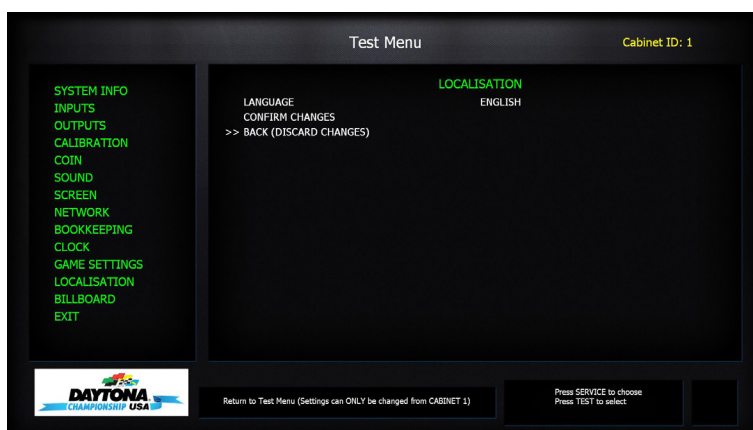 Test Menu
Cabinet ID: 1
SYSTEM INFO
INPUTS
OUTPUTS
CALIBRATION
COIN
SOUND
SCREEN
NETWORK
BOOKKEEPING
CLOCK
GAME SETTINGS
LOCALISATION
BILLBOARD
EXIT
LOCALISATION
LANGUAGE ENGLISH
CONFIRM CHANGES
>> BACK (DISCARD CHANGES)
DAYTONA
CHAMPIONSHIP USA
Return to Test Menu (Settings can ONLY be changed from CABINET 1)
Press SERVICE to choose
Press TEST to select